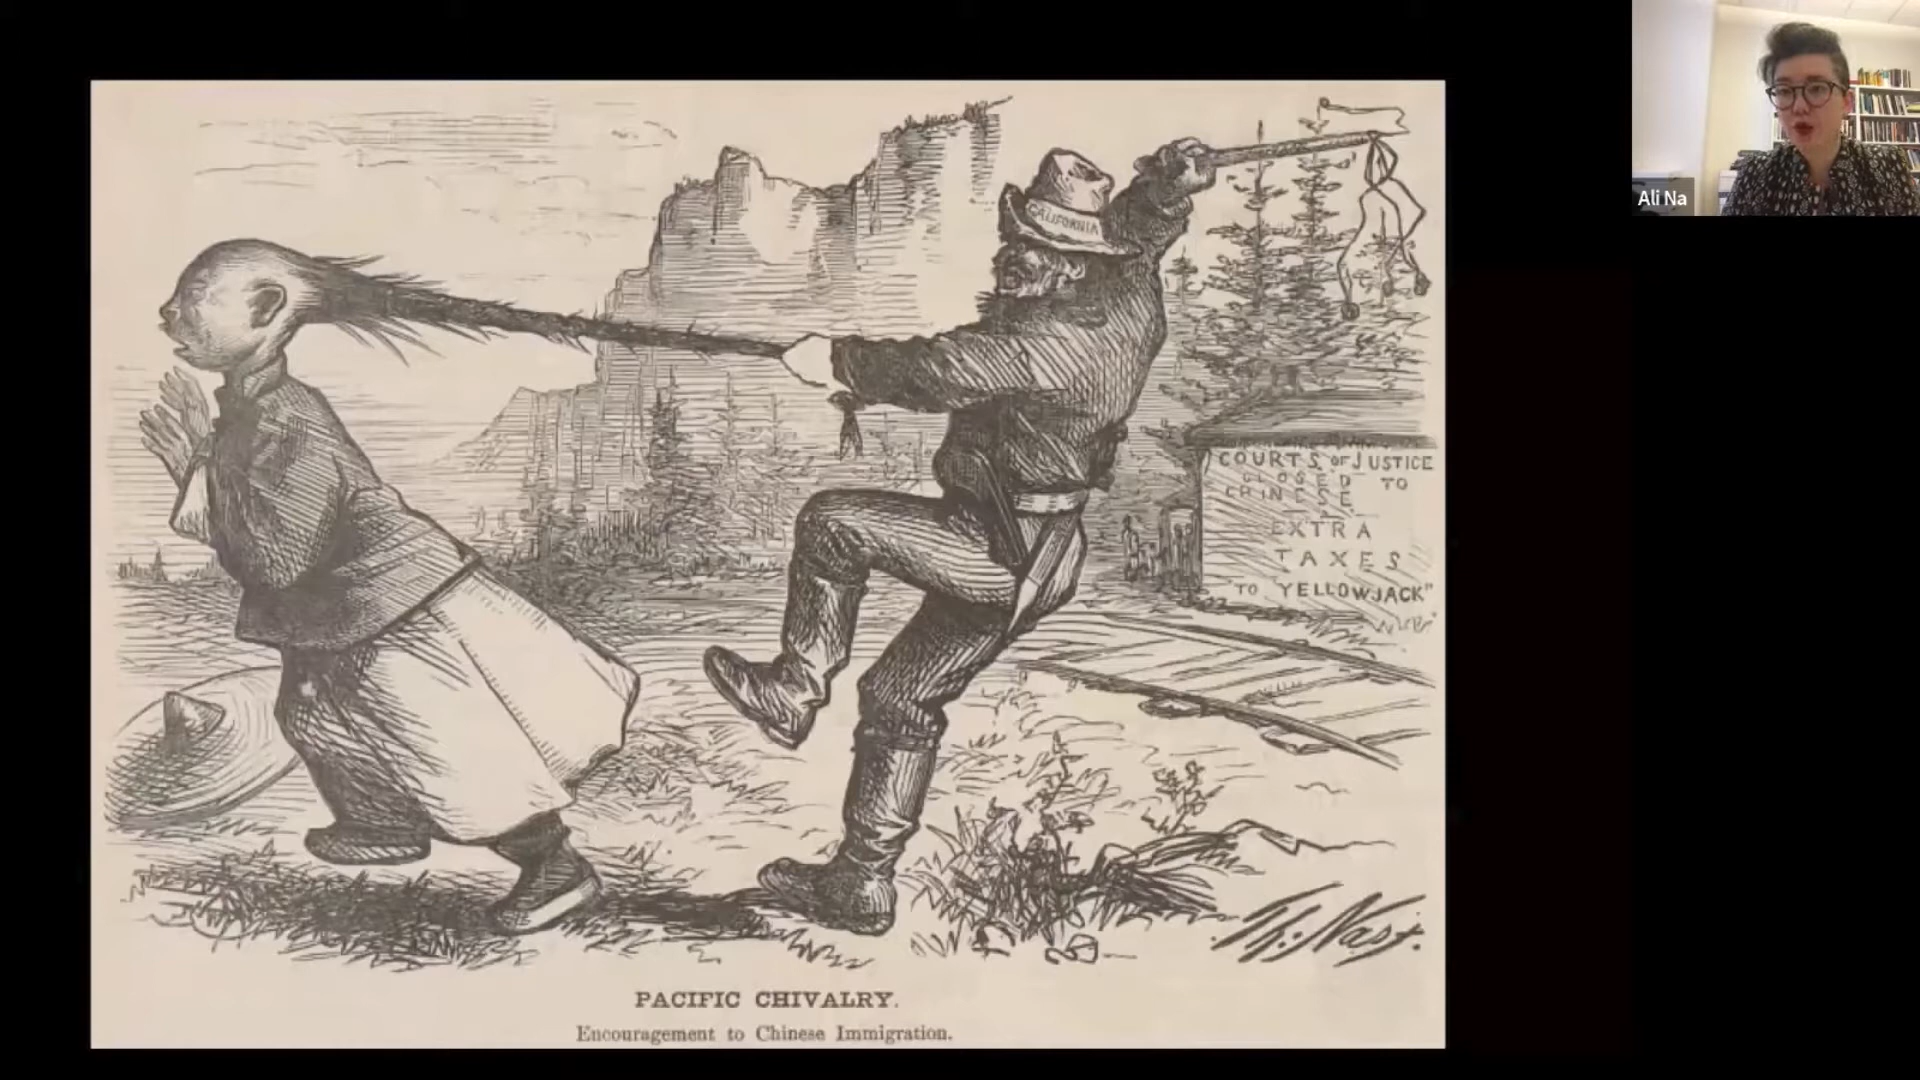 CALIFORNIA
COURTS OF JUSTICE
CLOSED TO
CHINESE
EXTRA
TAXES
"TO YELLOWJACK"
Th: Nast.
PACIFIC CHIVALRY.
Encouragement to Chinese Immigration.
Ali Na